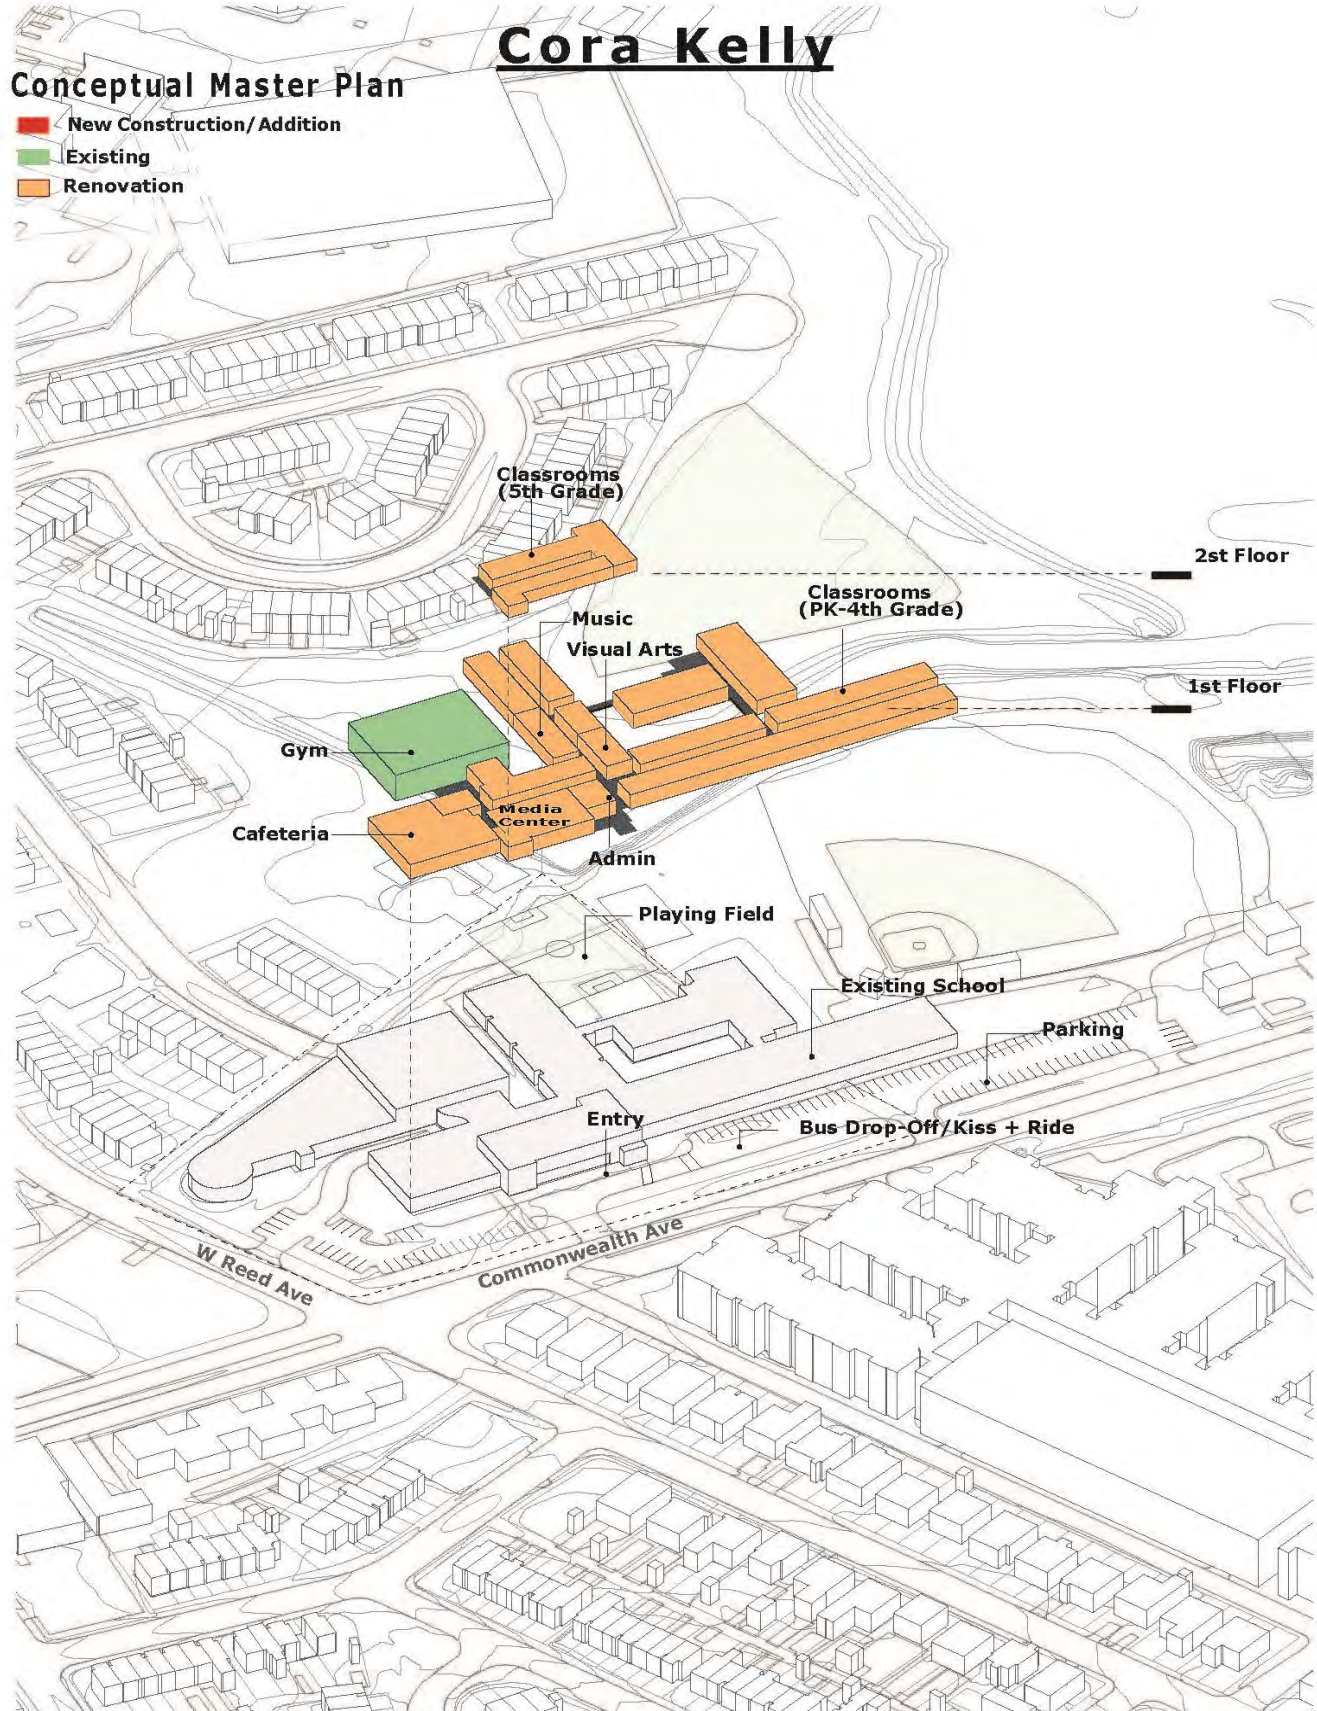 Cora Kelly
Conceptual Master Plan
New Construction/Addition
Existing
Renovation
Classrooms
(5th Grade)
2st Floor
Classrooms
(PK-4th Grade)
Music
Visual Arts
1st Floor
Gym
Media
Center
Cafeteria
Admin
Playing Field
Existing School
Parking
Entry
Bus Drop-Off/Kiss + Ride
Commonwealth Ave
W Reed Ave